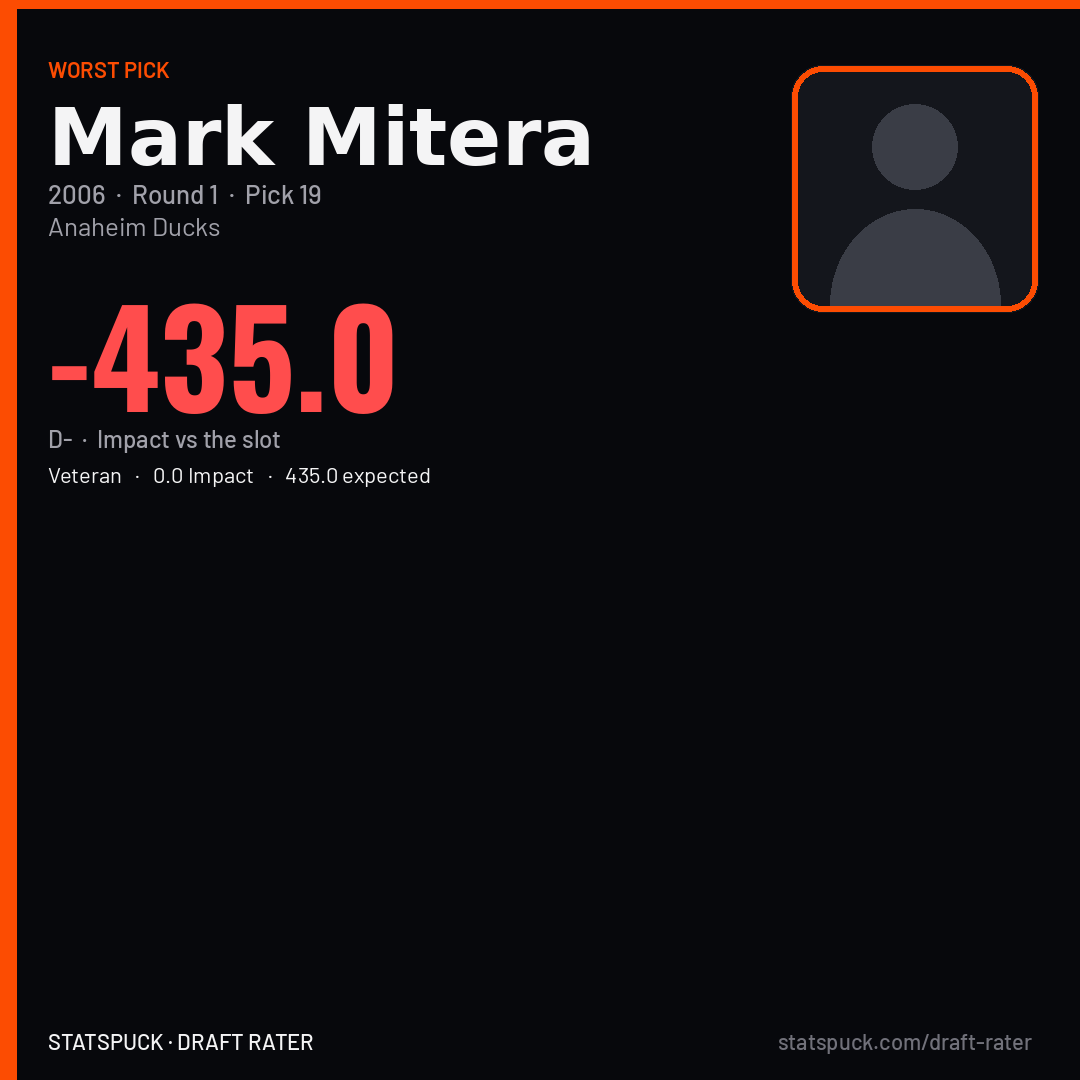 WORST PICK
Mark Mitera
2006 · Round 1 · Pick 19
Anaheim Ducks
-435.0
D- · Impact vs the slot
Veteran · 0.0 Impact · 435.0 expected
STATSPUCK · DRAFT RATER
statspuck.com/draft-rater